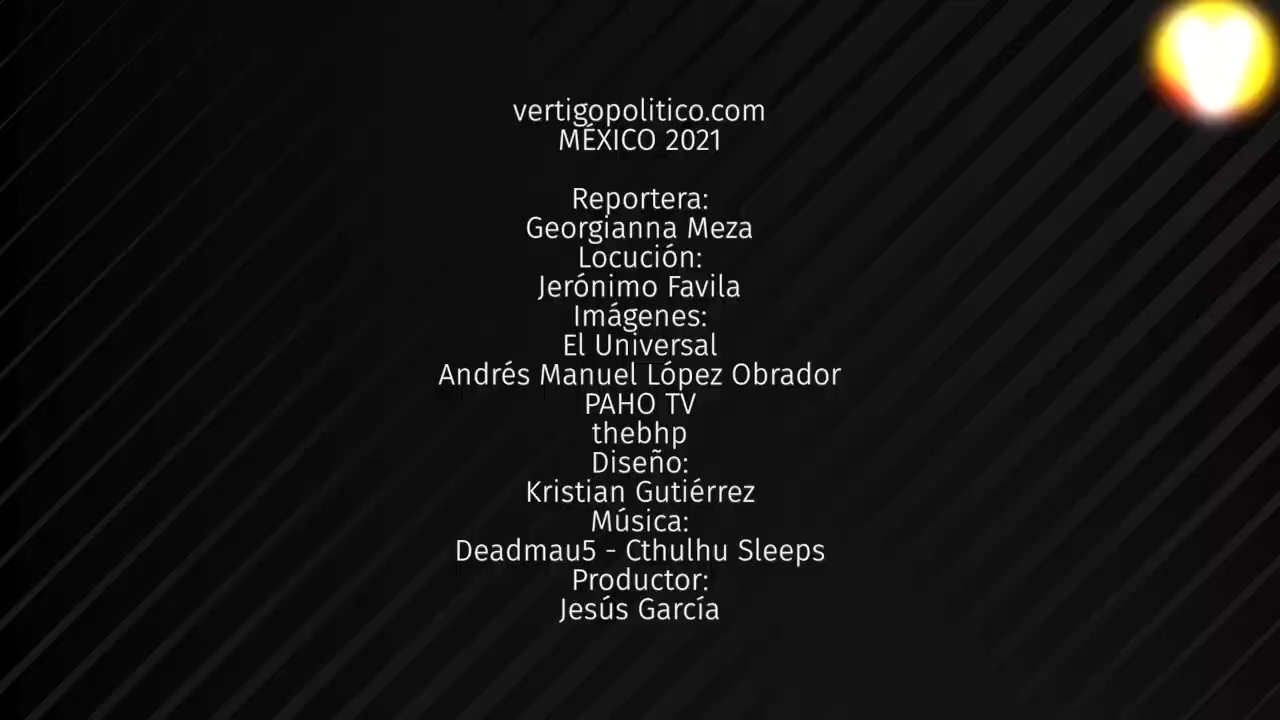 vertigopolitico.com
MÉXICO 2021
Reportera:
Georgianna Meza
Locución:
Jerónimo Favila
Imágenes:
El Universal
Andrés Manuel López Obrador
PAHO TV
thebhp
Diseño:
Kristian Gutiérrez
Música:
Deadmau5 - Cthulhu Sleeps
Productor:
Jesús García